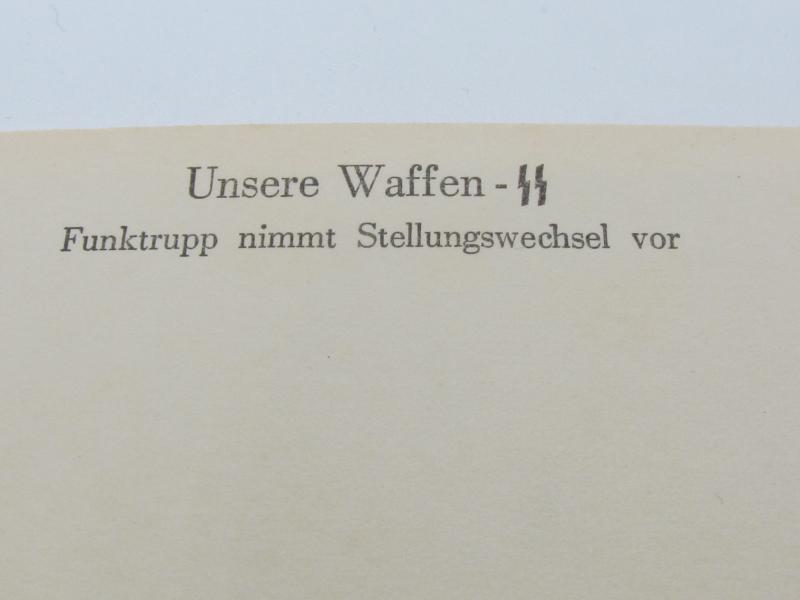 Unsere Waffen-ᛋᛋ
Funktrupp nimmt Stellungswechsel vor